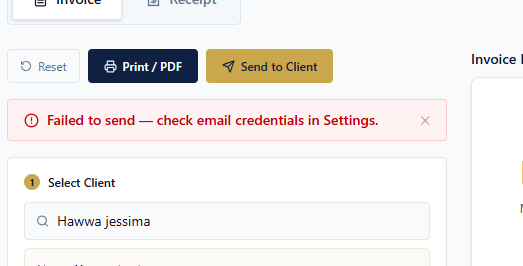 Invoice
Receipt
Reset
Print / PDF
Send to Client
Invoice
Failed to send — check email credentials in Settings.
1 Select Client
Hawwa jessima